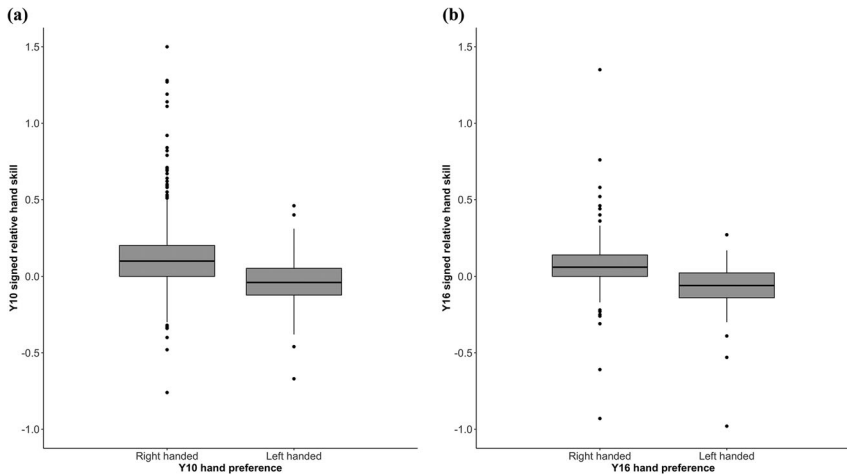 (a)
1.5
1.0
0.5
0.0
-0.5
-1.0
Y10 signed relative hand skill
Right handed
Left handed
Y10 hand preference
(b)
1.5
1.0
0.5
0.0
-0.5
-1.0
Y16 signed relative hand skill
Right handed
Left handed
Y16 hand preference